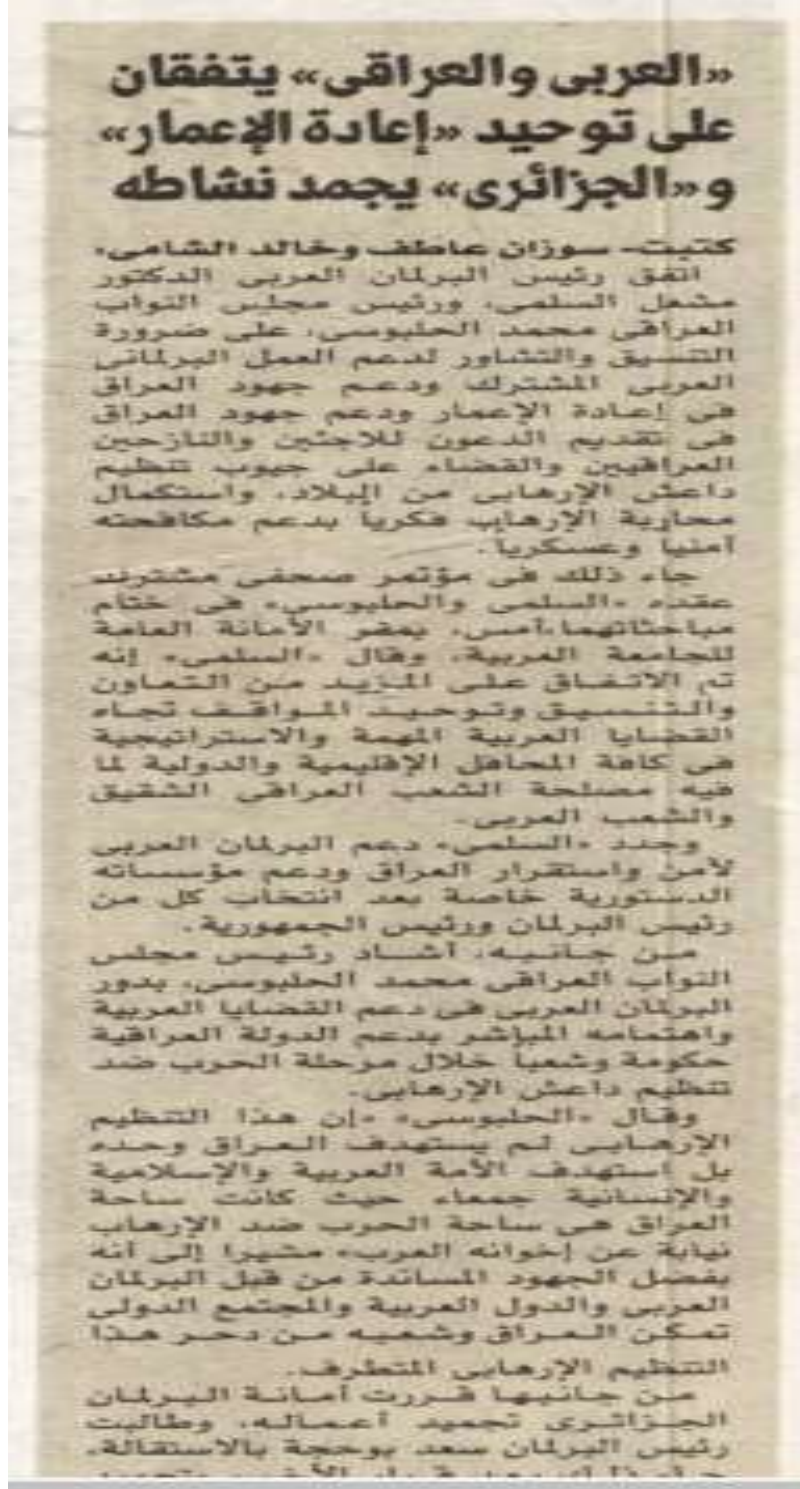 «العربى والعراقى» يتفقان
على توحيد «إعادة الإعمار»
و«الجزائرى» يجمد نشاطه
كتبت- سوزان عاطف وخالد الشامى:
اتفق رئيس البرلمان العربى الدكتور
مشعل السلمى، ورئيس مجلس النواب
العراقى محمد الحلبوسى، على ضرورة
التنسيق والتشاور لدعم العمل البرلمانى
العربى المشترك ودعم جهود العراق
فى إعادة الإعمار ودعم جهود العراق
فى تقديم الدعون للاجئين والنازحين
العراقيين والقضاء على جيوب تنظيم
داعش الإرهابى من البلاد، واستكمال
محاربة الإرهاب فكرياً بدعم مكافحته
أمنيا وعسكريا.
جاء ذلك فى مؤتمر صحفى مشترك
عقده «السلمى والحلبوسى» فى ختام
مباحثاتهما،أمس، بمقر الأمانة العامة
للجامعة العربية، وقال «السلمى» إنه
تم الاتفاق على المزيد من التعاون
والتنسيق وتوحيد المواقف تجاه
القضايا العربية المهمة والاستراتيجية
فى كافة المحافل الإقليمية والدولية لما
فيه مصلحة الشعب العراقى الشقيق
والشعب العربى.
وجدد «السلمى» دعم البرلمان العربى
لأمن واستقرار العراق ودعم مؤسساته
الدستورية خاصة بعد انتخاب كل من
رئيس البرلمان ورئيس الجمهورية.
من جانبه، أشاد رئيس مجلس
النواب العراقى محمد الحلبوسى، بدور
البرلمان العربى فى دعم القضايا العربية
واهتمامه المباشر بدعم الدولة العراقية
حكومة وشعباً خلال مرحلة الحرب ضد
تنظيم داعش الإرهابى.
وقال «الحلبوسى» «إن هذا التنظيم
الإرهابى لم يستهدف العراق وحده
بل استهدف الأمة العربية والإسلامية
والإنسانية جمعاء حيث كانت ساحة
العراق هى ساحة الحرب ضد الإرهاب
نيابة عن إخوانه العرب» مشيرا إلى أنه
بفضل الجهود المساندة من قبل البرلمان
العربى والدول العربية والمجتمع الدولى
تمكن العراق وشعبه من دحر هذا
التنظيم الإرهابى المتطرف.
من جانبها قررت أمانة البرلمان
الجزائرى تجميد أعماله، وطالبت
رئيس البرلمان سعد بوحجة بالاستقالة،